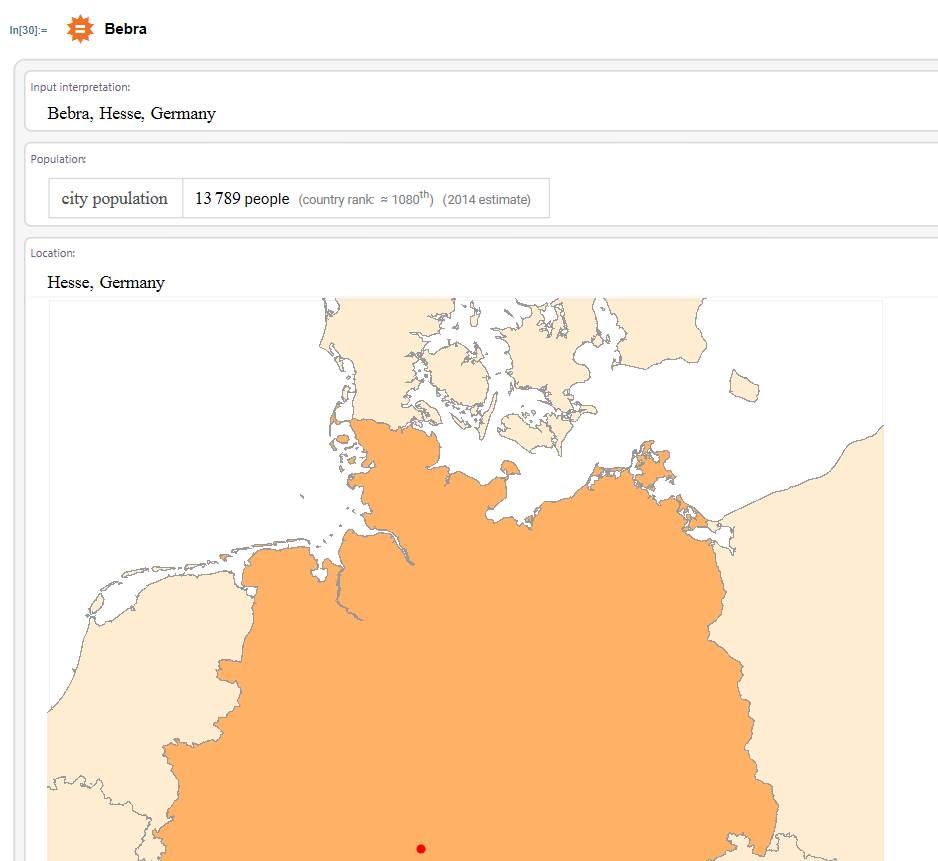 In[30]:= Bebra
Input interpretation:
Bebra, Hesse, Germany
Population:
city population 13 789 people (country rank: ≈ 1080th) (2014 estimate)
Location:
Hesse, Germany